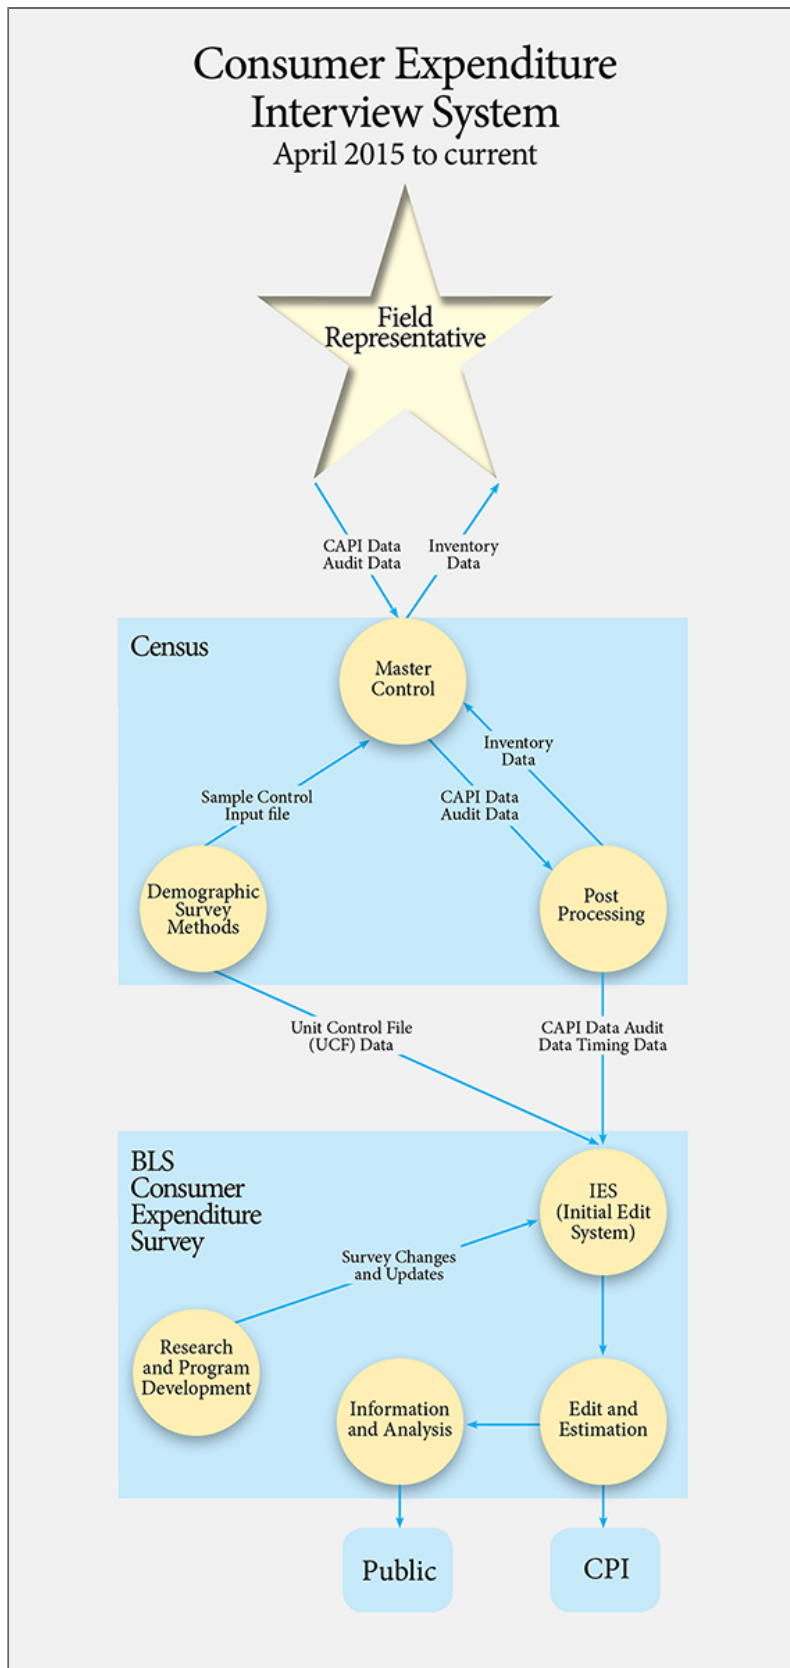 Consumer Expenditure
Interview System
April 2015 to current
Field
Representative
CAPI Data
Audit Data
Inventory
Data
Census
Master
Control
Inventory
Data
Sample Control
Input file
CAPI Data
Audit Data
Demographic
Survey
Methods
Post
Processing
Unit Control File
(UCF) Data
CAPI Data Audit
Data Timing Data
BLS
Consumer
Expenditure
Survey
IES
(Initial Edit
System)
Survey Changes
and Updates
Research
and Program
Development
Information
and Analysis
Edit and
Estimation
Public
CPI